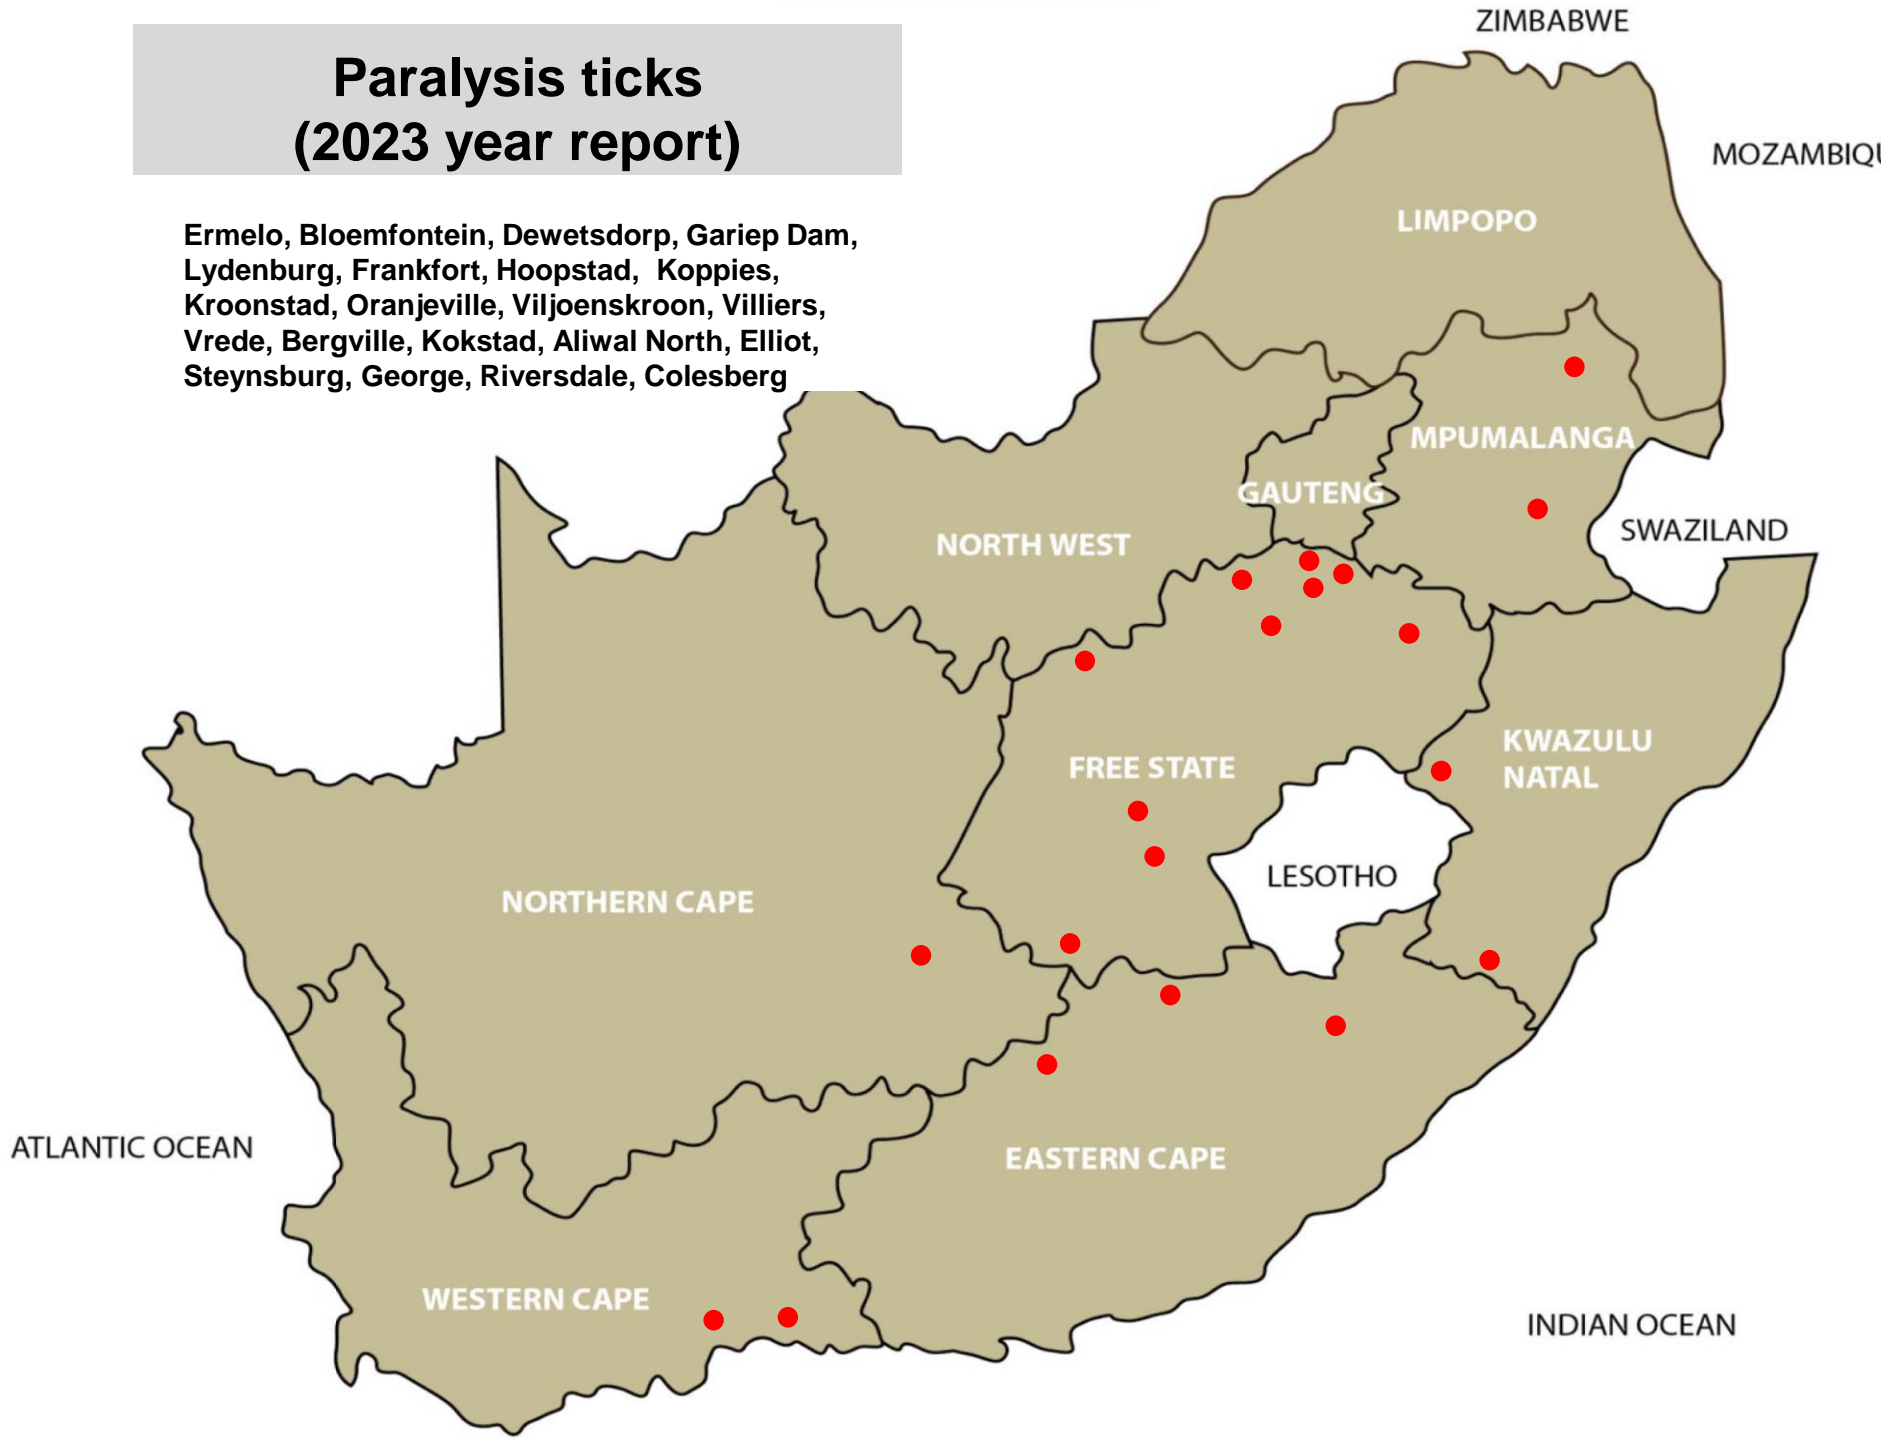 ZIMBABWE
Paralysis ticks
(2023 year report)
MOZAMBIQU
Ermelo, Bloemfontein, Dewetsdorp, Gariep Dam,
Lydenburg, Frankfort, Hoopstad, Koppies,
Kroonstad, Oranjeville, Viljoenskroon, Villiers,
Vrede, Bergville, Kokstad, Aliwal North, Elliot,
Steynsburg, George, Riversdale, Colesberg
LIMPOPO
MPUMALANGA
GAUTENG
NORTH WEST
SWAZILAND
KWAZULU
NATAL
FREE STATE
LESOTHO
NORTHERN CAPE
ATLANTIC OCEAN
EASTERN CAPE
WESTERN CAPE
INDIAN OCEAN